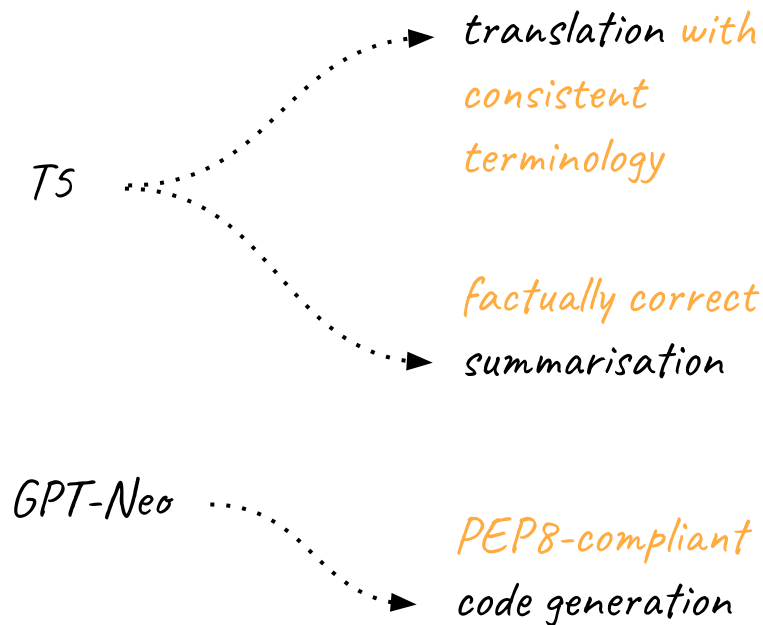 translation with
consistent
terminology
T5
factually correct
summarisation
GPT-Neo
PEP8-compliant
code generation